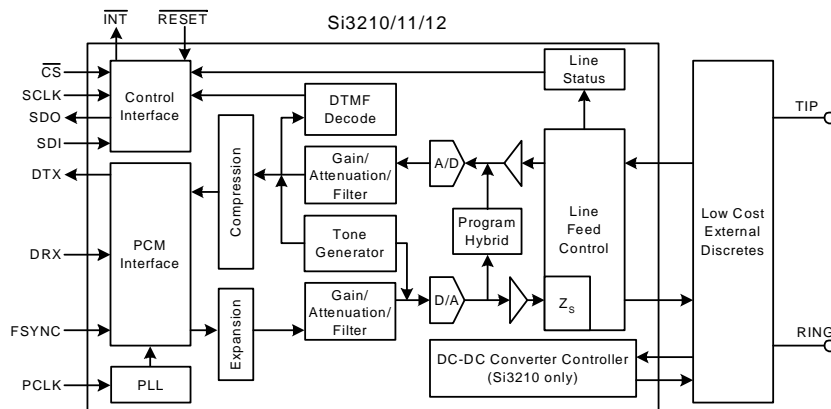 INT
RESET
Si3210/11/12
CS
SCLK
SDO
SDI
DTX
DRX
FSYNC
PCLK
Control
Interface
PCM
Interface
PLL
Compression
Expansion
DTMF
Decode
Gain/
Attenuation/
Filter
Tone
Generator
Gain/
Attenuation/
Filter
A/D
Program
Hybrid
D/A
Line
Status
Line
Feed
Control
ZS
DC-DC Converter Controller
(Si3210 only)
Low Cost
External
Discretes
TIP
RING